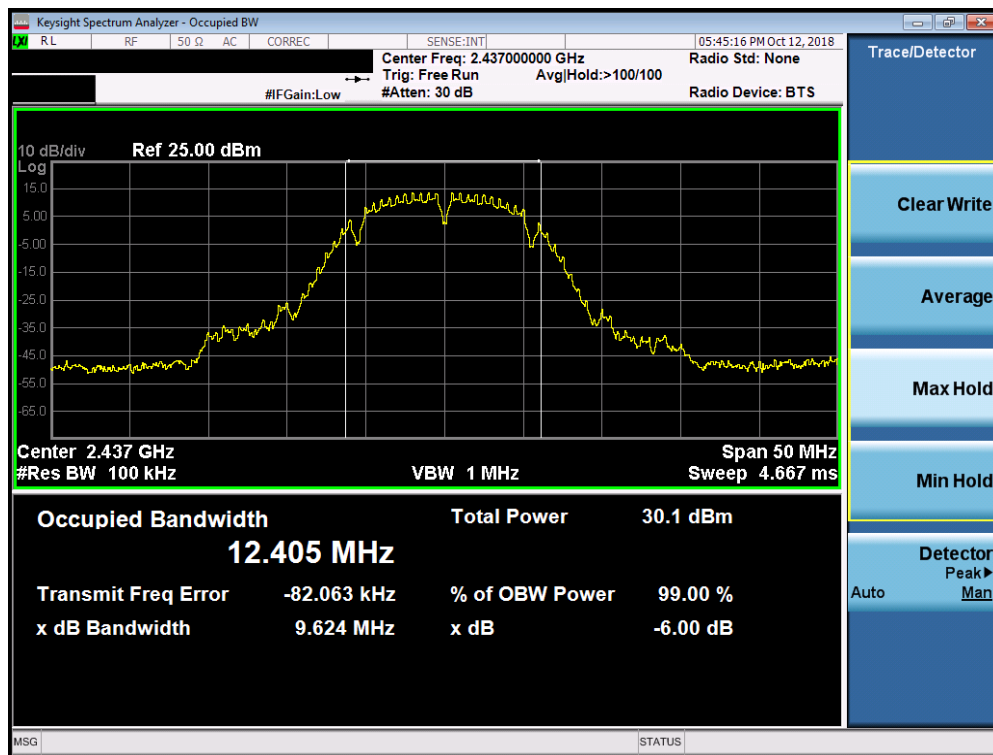 Keysight Spectrum Analyzer - Occupied BW
LXI RL RF 50 Ω AC CORREC SENSE:INT 05:45:16 PM Oct 12, 2018
Center Freq: 2.437000000 GHz Radio Std: None
Trig: Free Run Avg|Hold:>100/100
#IFGain:Low #Atten: 30 dB Radio Device: BTS
Trace/Detector
10 dB/div Ref 25.00 dBm
Log
15.0
5.00
-5.00
-15.0
-25.0
-35.0
-45.0
-55.0
-65.0
Center 2.437 GHz Span 50 MHz
#Res BW 100 kHz VBW 1 MHz Sweep 4.667 ms
Occupied Bandwidth Total Power 30.1 dBm
12.405 MHz
Transmit Freq Error -82.063 kHz % of OBW Power 99.00 %
x dB Bandwidth 9.624 MHz x dB -6.00 dB
Clear Write
Average
Max Hold
Min Hold
Detector
Peak▶
Auto Man
MSG STATUS